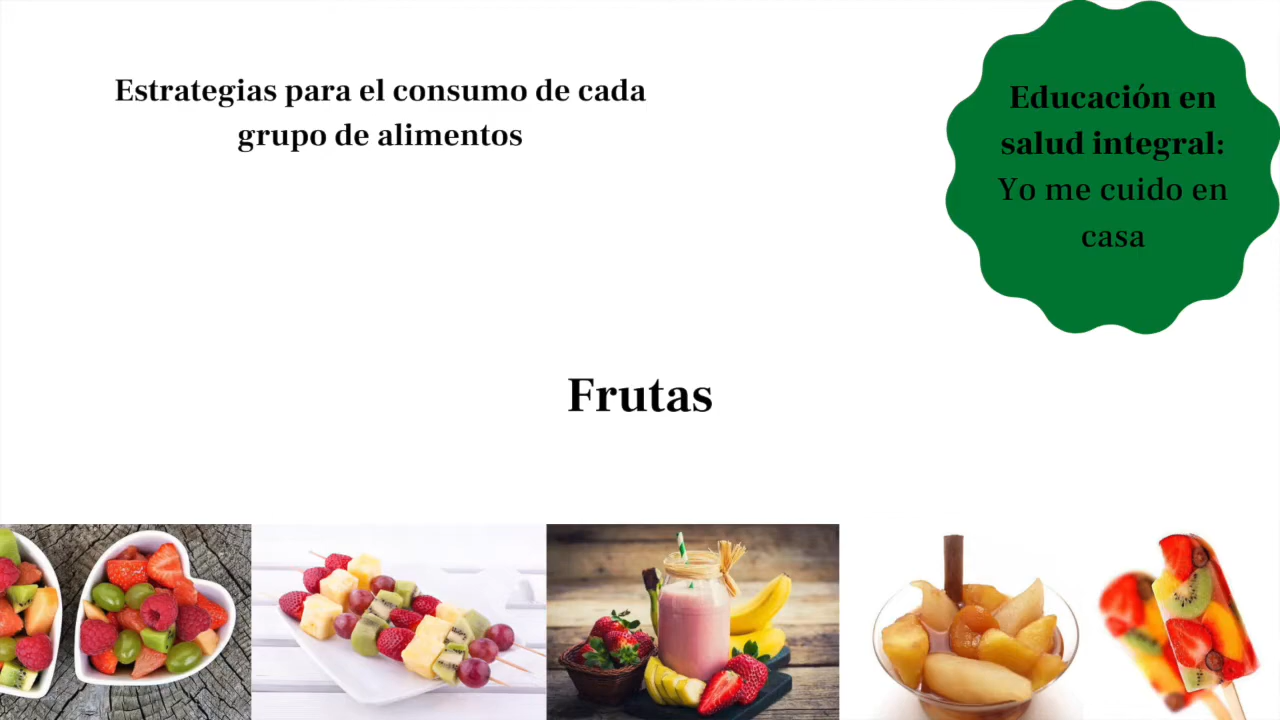 Estrategias para el consumo de cada
grupo de alimentos
Educación en
salud integral:
Yo me cuido en
casa
Frutas